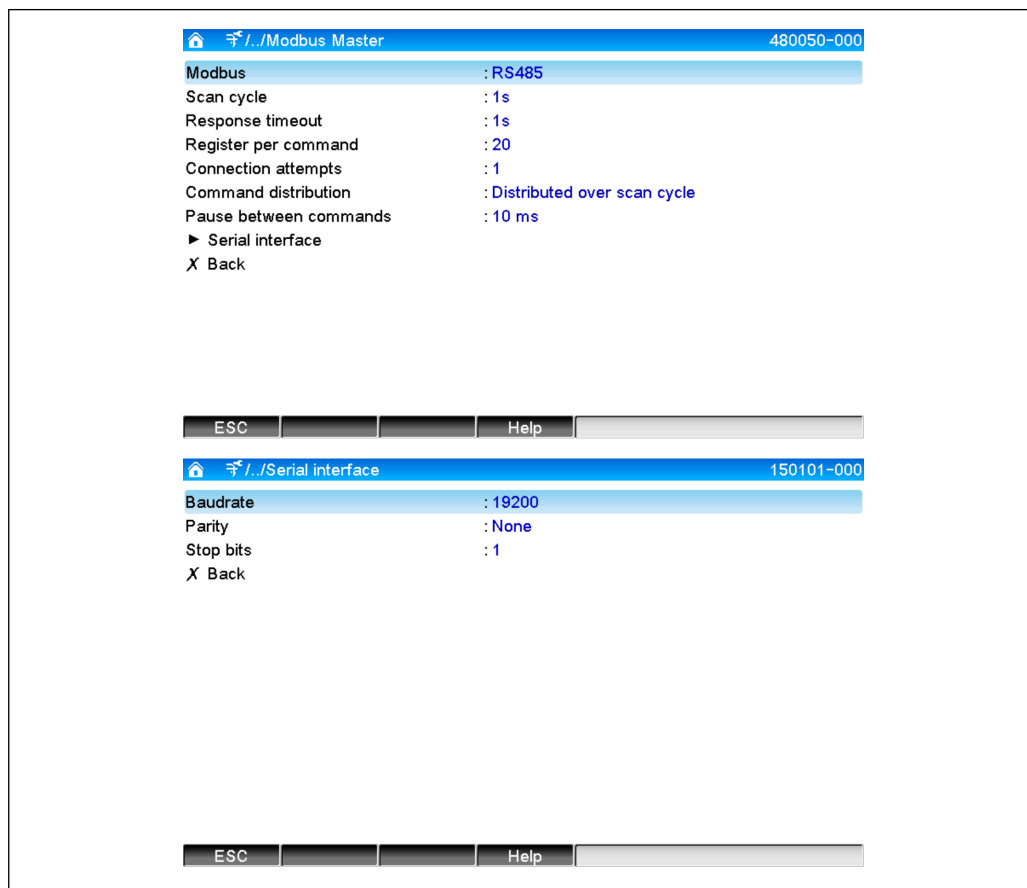 /../Modbus Master 480050-000
Modbus : RS485
Scan cycle : 1s
Response timeout : 1s
Register per command : 20
Connection attempts : 1
Command distribution : Distributed over scan cycle
Pause between commands : 10 ms
► Serial interface
X Back
ESC Help
/../Serial interface 150101-000
Baudrate : 19200
Parity : None
Stop bits : 1
X Back
ESC Help